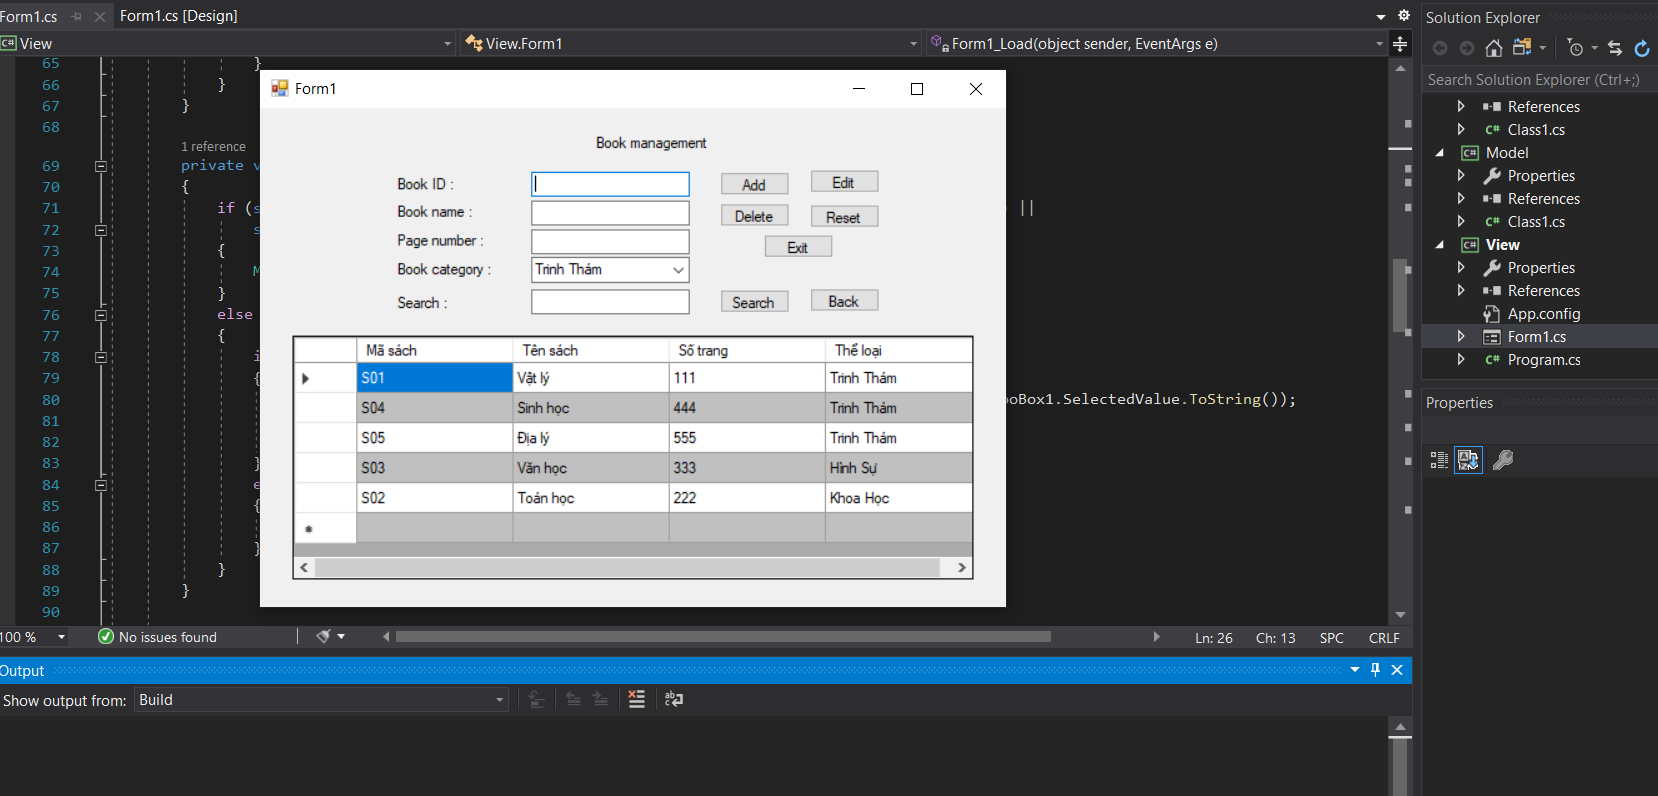 Form1.cs
Form1.cs [Design]
View
View.Form1
Form1_Load(object sender, EventArgs e)
65 }
66 }
67 }
68
1 reference
69 private v
70 {
71 if (s ||
72 s
73 {
74 M
75 }
76 else
77 {
78 i
79 {
80 oBox1.SelectedValue.ToString());
81
82
83 }
84 e
85 {
86
87 }
88 }
89 }
90
Form1
Book management
Book ID :
Add
Edit
Book name :
Delete
Reset
Page number :
Exit
Book category :
Trinh Thám
Search :
Search
Back
Mã sách Tên sách Số trang Thể loại
S01 Vật lý 111 Trinh Thám
S04 Sinh học 444 Trinh Thám
S05 Địa lý 555 Trinh Thám
S03 Văn học 333 Hình Sự
S02 Toán học 222 Khoa Học
100 %
No issues found
Ln: 26 Ch: 13 SPC CRLF
Output
Show output from: Build
Solution Explorer
Search Solution Explorer (Ctrl+;)
References
C# Class1.cs
C# Model
Properties
References
C# Class1.cs
C# View
Properties
References
App.config
Form1.cs
C# Program.cs
Properties